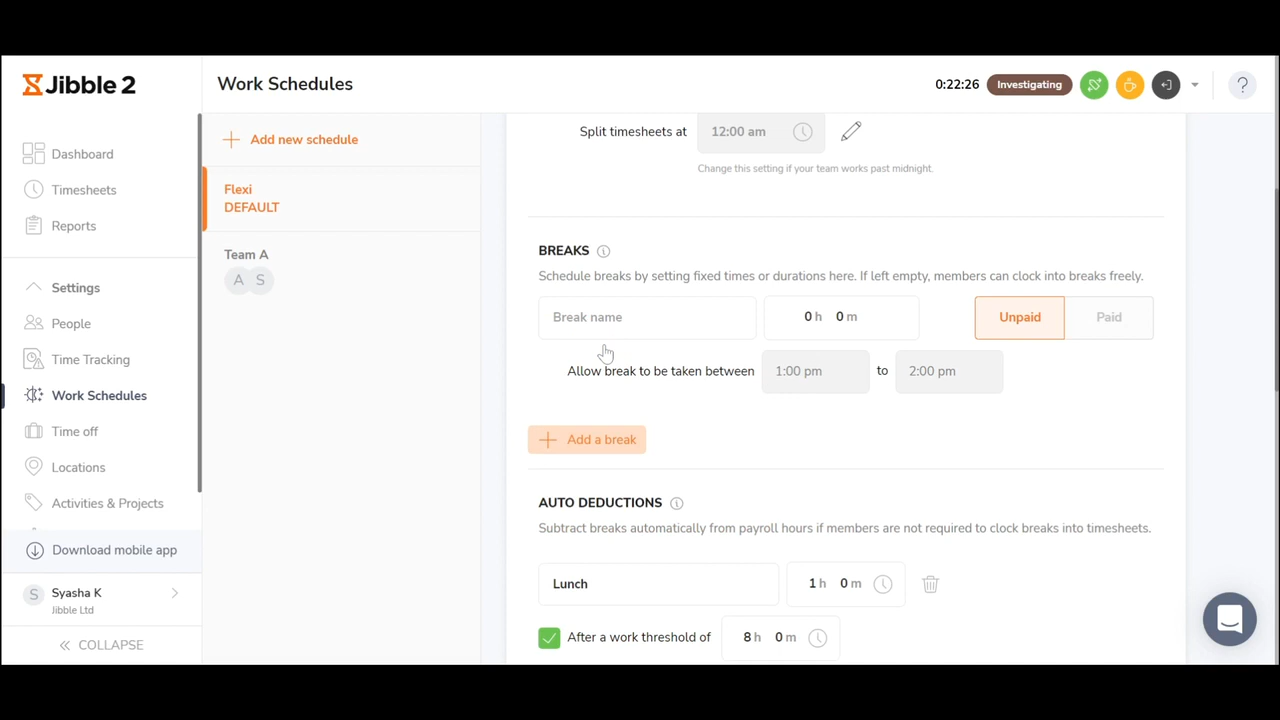 Jibble 2
Work Schedules
0:22:26
Investigating
?
Dashboard
Timesheets
Reports
Settings
People
Time Tracking
Work Schedules
Time off
Locations
Activities & Projects
Download mobile app
S
Syasha K
Jibble Ltd
COLLAPSE
Add new schedule
Flexi
DEFAULT
Team A
A S
Split timesheets at 12:00 am
Change this setting if your team works past midnight.
BREAKS
Schedule breaks by setting fixed times or durations here. If left empty, members can clock into breaks freely.
Break name 0 h 0 m Unpaid Paid
Allow break to be taken between 1:00 pm to 2:00 pm
Add a break
AUTO DEDUCTIONS
Subtract breaks automatically from payroll hours if members are not required to clock breaks into timesheets.
Lunch 1 h 0 m
After a work threshold of 8 h 0 m